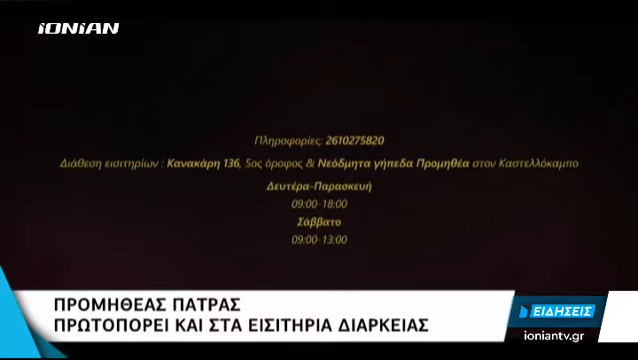 IONIAN
Πληροφορίες: 2610275820
Διάθεση εισιτηρίων : Κανακάρη 136, 5ος όροφος & Νεόδμητα γήπεδα Προμηθέα στον Καστελλόκαμπο
Δευτέρα-Παρασκευή
09:00-18:00
Σάββατο
09:00-13:00
ΠΡΟΜΗΘΕΑΣ ΠΑΤΡΑΣ
ΠΡΩΤΟΠΟΡΕΙ ΚΑΙ ΣΤΑ ΕΙΣΙΤΗΡΙΑ ΔΙΑΡΚΕΙΑΣ
ΕΙΔΗΣΕΙΣ
ioniantv.gr